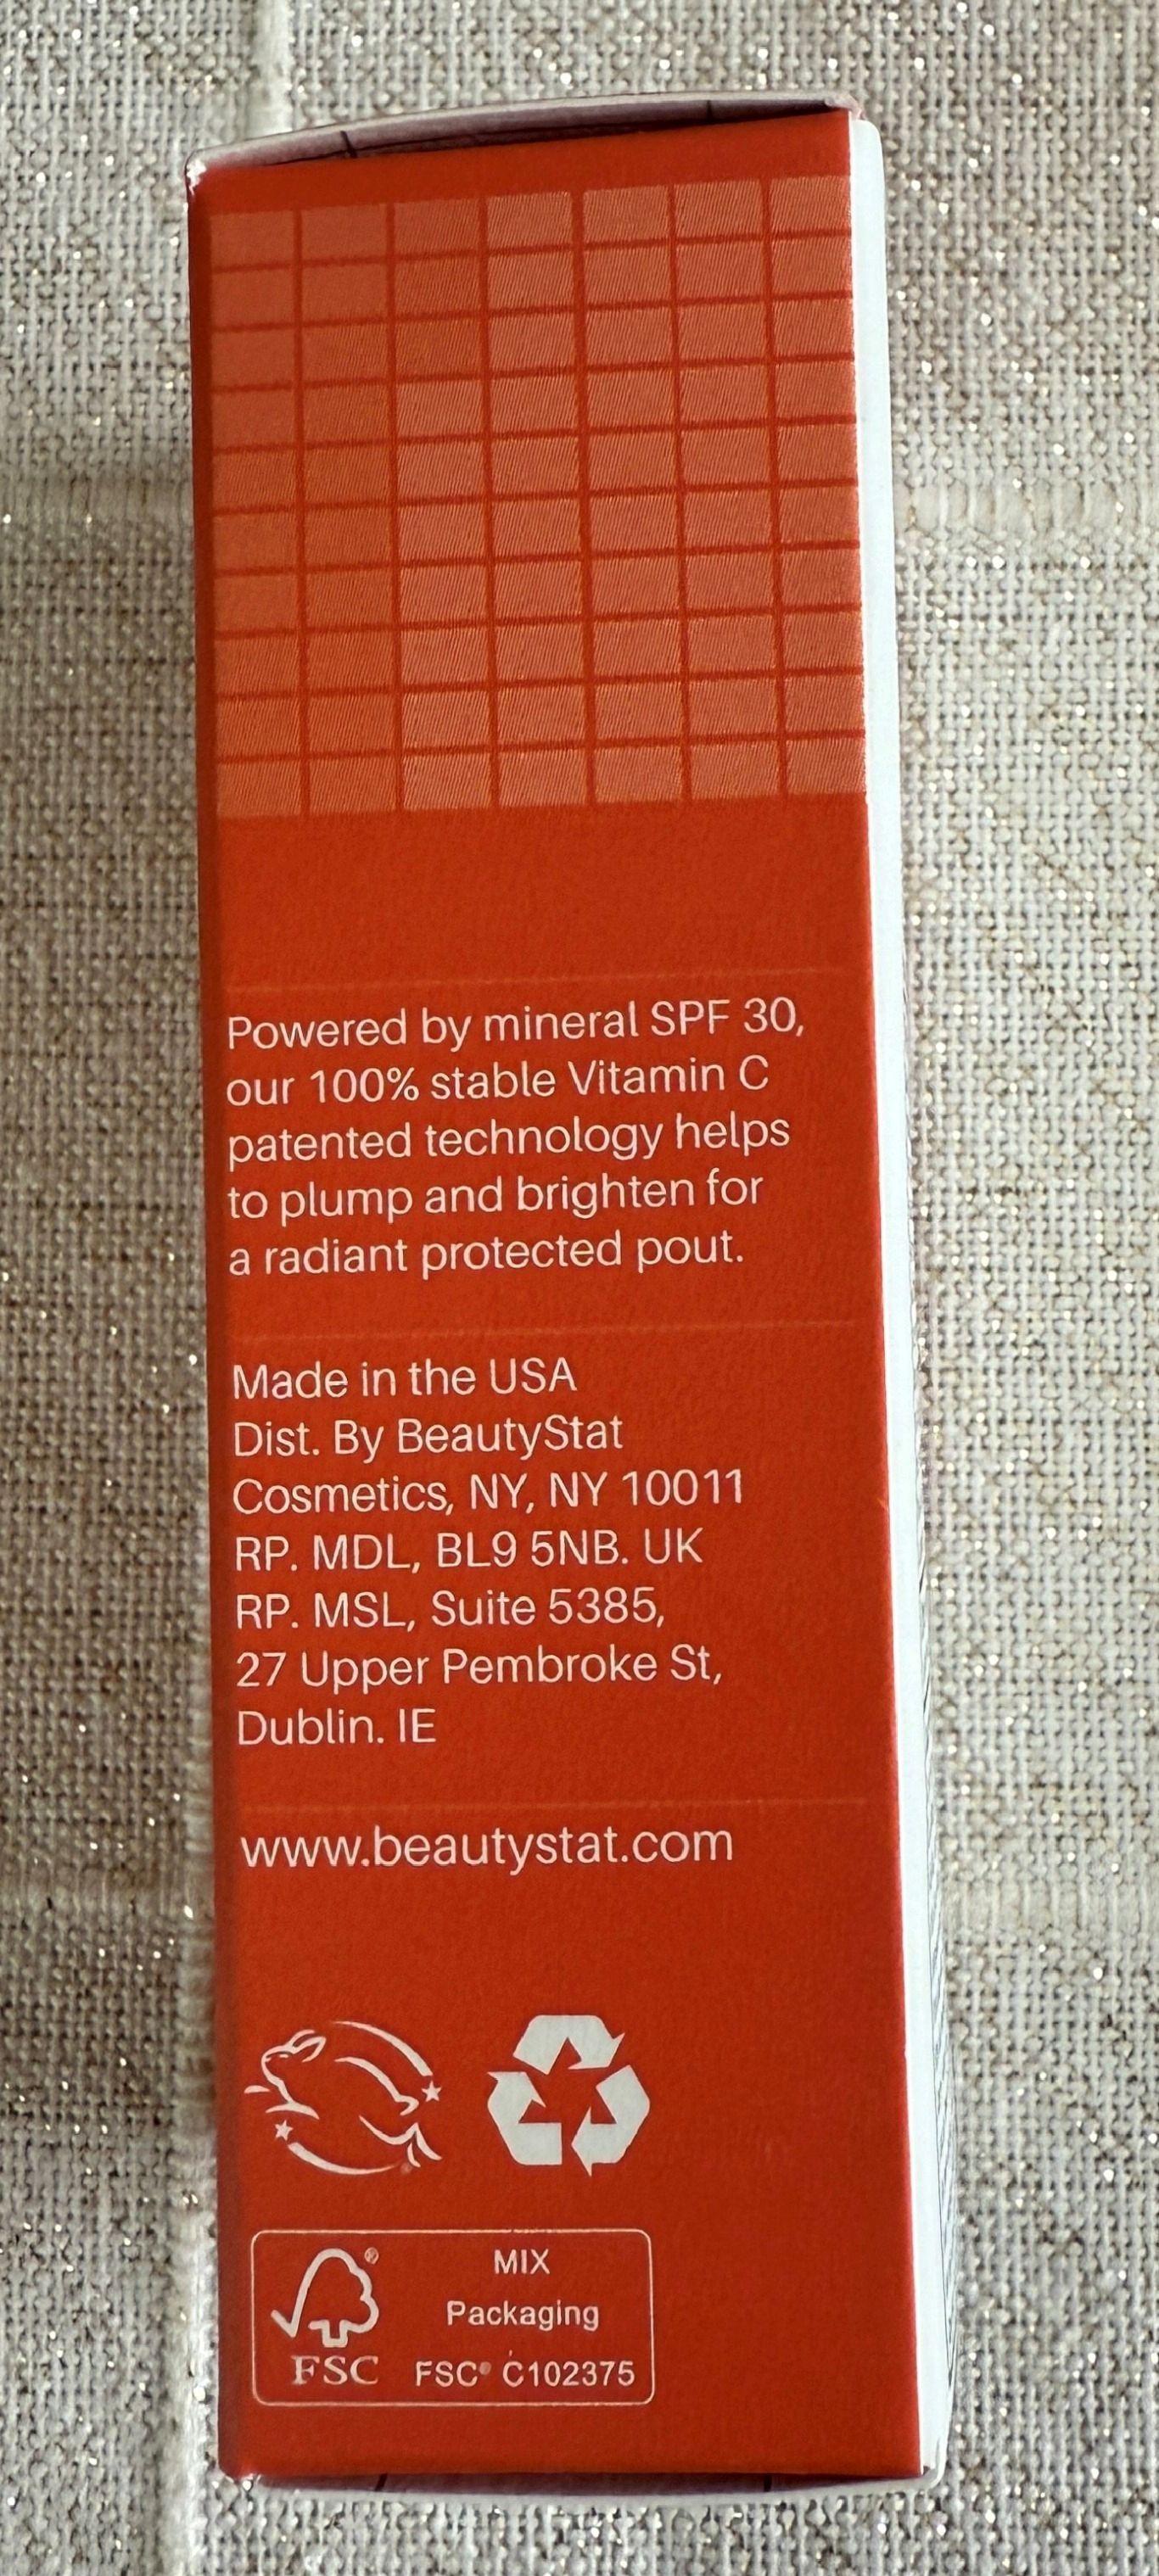 Powered by mineral SPF 30,
our 100% stable Vitamin C
patented technology helps
to plump and brighten for
a radiant protected pout.
Made in the USA
Dist. By BeautyStat
Cosmetics, NY, NY 10011
RP. MDL, BL9 5NB. UK
RP. MSL, Suite 5385,
27 Upper Pembroke St,
Dublin. IE
www.beautystat.com
®
FSC
MIX
Packaging
FSC® C102375